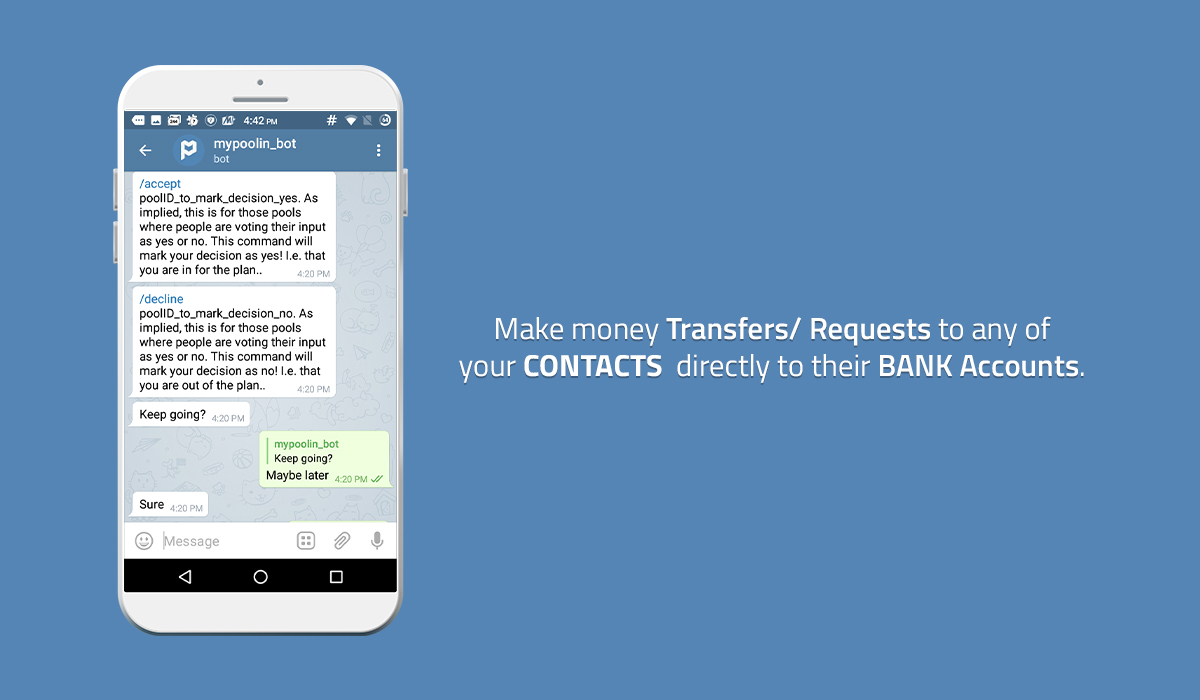 4:42 PM
mypoolin_bot
bot
/accept
poolID_to_mark_decision_yes. As
implied, this is for those pools
where people are voting their input
as yes or no. This command will
mark your decision as yes! I.e. that
you are in for the plan..
4:20 PM
/decline
poolID_to_mark_decision_no. As
implied, this is for those pools
where people are voting their input
as yes or no. This command will
mark your decision as no! I.e. that
you are out of the plan..
4:20 PM
Keep going? 4:20 PM
mypoolin_bot
Keep going?
Maybe later 4:20 PM
Sure 4:20 PM
Message
Make money Transfers/ Requests to any of
your CONTACTS directly to their BANK Accounts.